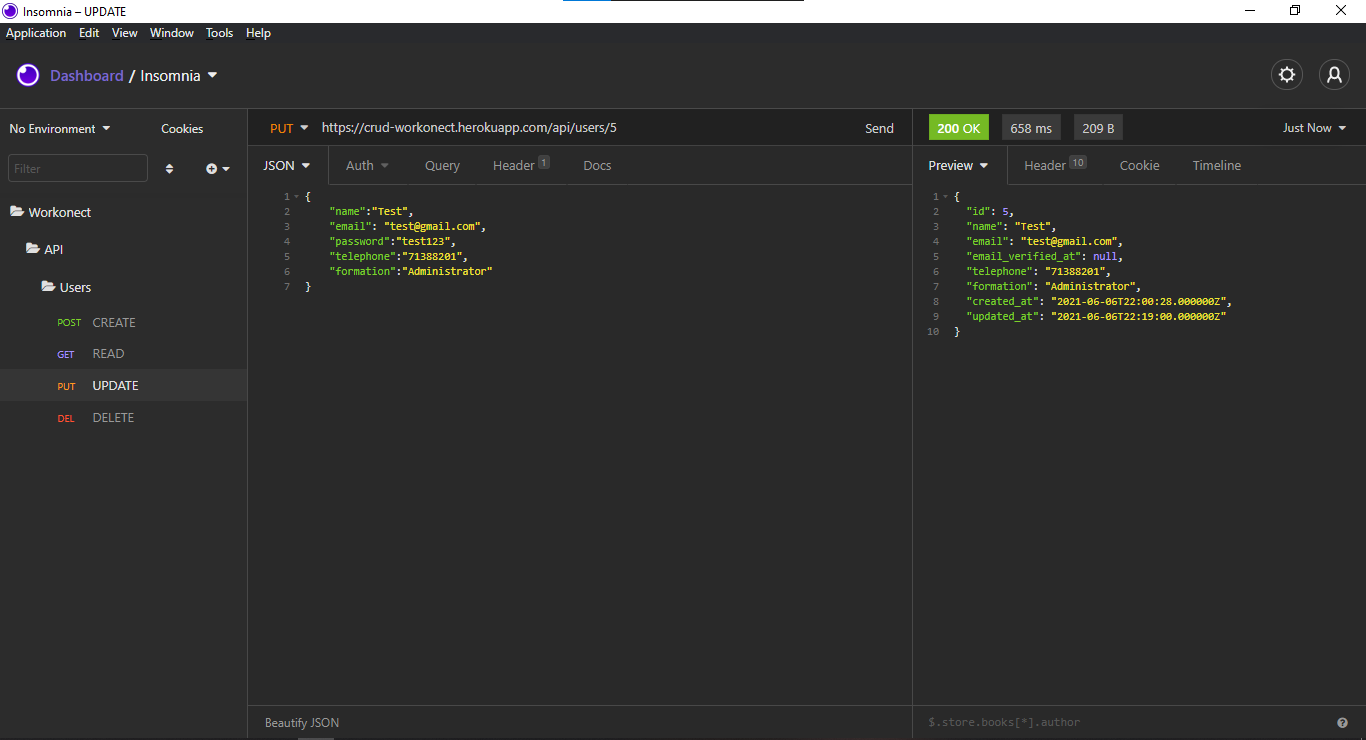 Insomnia – UPDATE
Application Edit View Window Tools Help
Dashboard / Insomnia
No Environment Cookies
Filter
Workonect
API
Users
POST CREATE
GET READ
PUT UPDATE
DEL DELETE
PUT https://crud-workonect.herokuapp.com/api/users/5 Send
JSON Auth Query Header 1 Docs
1 {
2 "name":"Test",
3 "email": "test@gmail.com",
4 "password":"test123",
5 "telephone":"71388201",
6 "formation":"Administrator"
7 }
Beautify JSON
200 OK 658 ms 209 B Just Now
Preview Header 10 Cookie Timeline
1 {
2 "id": 5,
3 "name": "Test",
4 "email": "test@gmail.com",
5 "email_verified_at": null,
6 "telephone": "71388201",
7 "formation": "Administrator",
8 "created_at": "2021-06-06T22:00:28.000000Z",
9 "updated_at": "2021-06-06T22:19:00.000000Z"
10 }
$.store.books[*].author